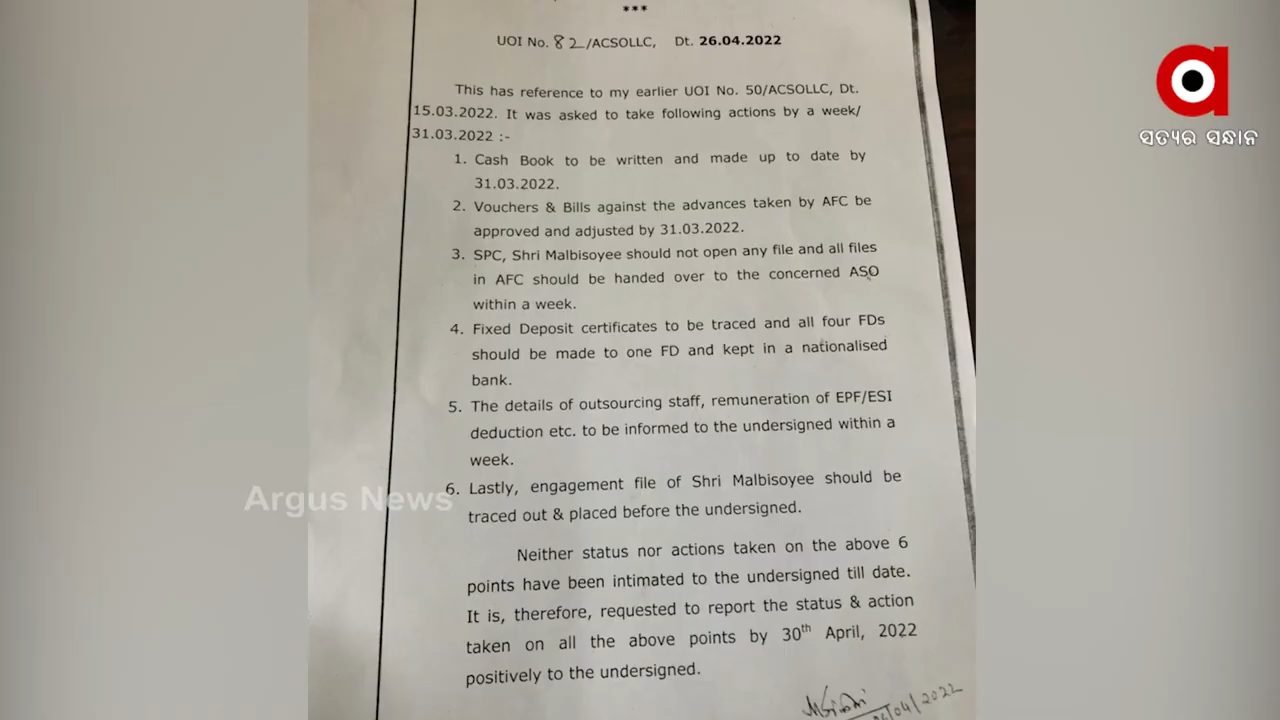 ***
UOI No. 82/ACSOLLC, Dt. 26.04.2022
This has reference to my earlier UOI No. 50/ACSOLLC, Dt.
15.03.2022. It was asked to take following actions by a week/
31.03.2022 :-
1. Cash Book to be written and made up to date by
31.03.2022.
2. Vouchers & Bills against the advances taken by AFC be
approved and adjusted by 31.03.2022.
3. SPC, Shri Malbisoyee should not open any file and all files
in AFC should be handed over to the concerned ASO
within a week.
4. Fixed Deposit certificates to be traced and all four FDs
should be made to one FD and kept in a nationalised
bank.
5. The details of outsourcing staff, remuneration of EPF/ESI
deduction etc. to be informed to the undersigned within a
week.
6. Lastly, engagement file of Shri Malbisoyee should be
traced out & placed before the undersigned.
Neither status nor actions taken on the above 6
points have been intimated to the undersigned till date.
It is, therefore, requested to report the status & action
taken on all the above points by 30th April, 2022
positively to the undersigned.
/04/2022
ସତ୍ୟର ସନ୍ଧାନ
Argus News